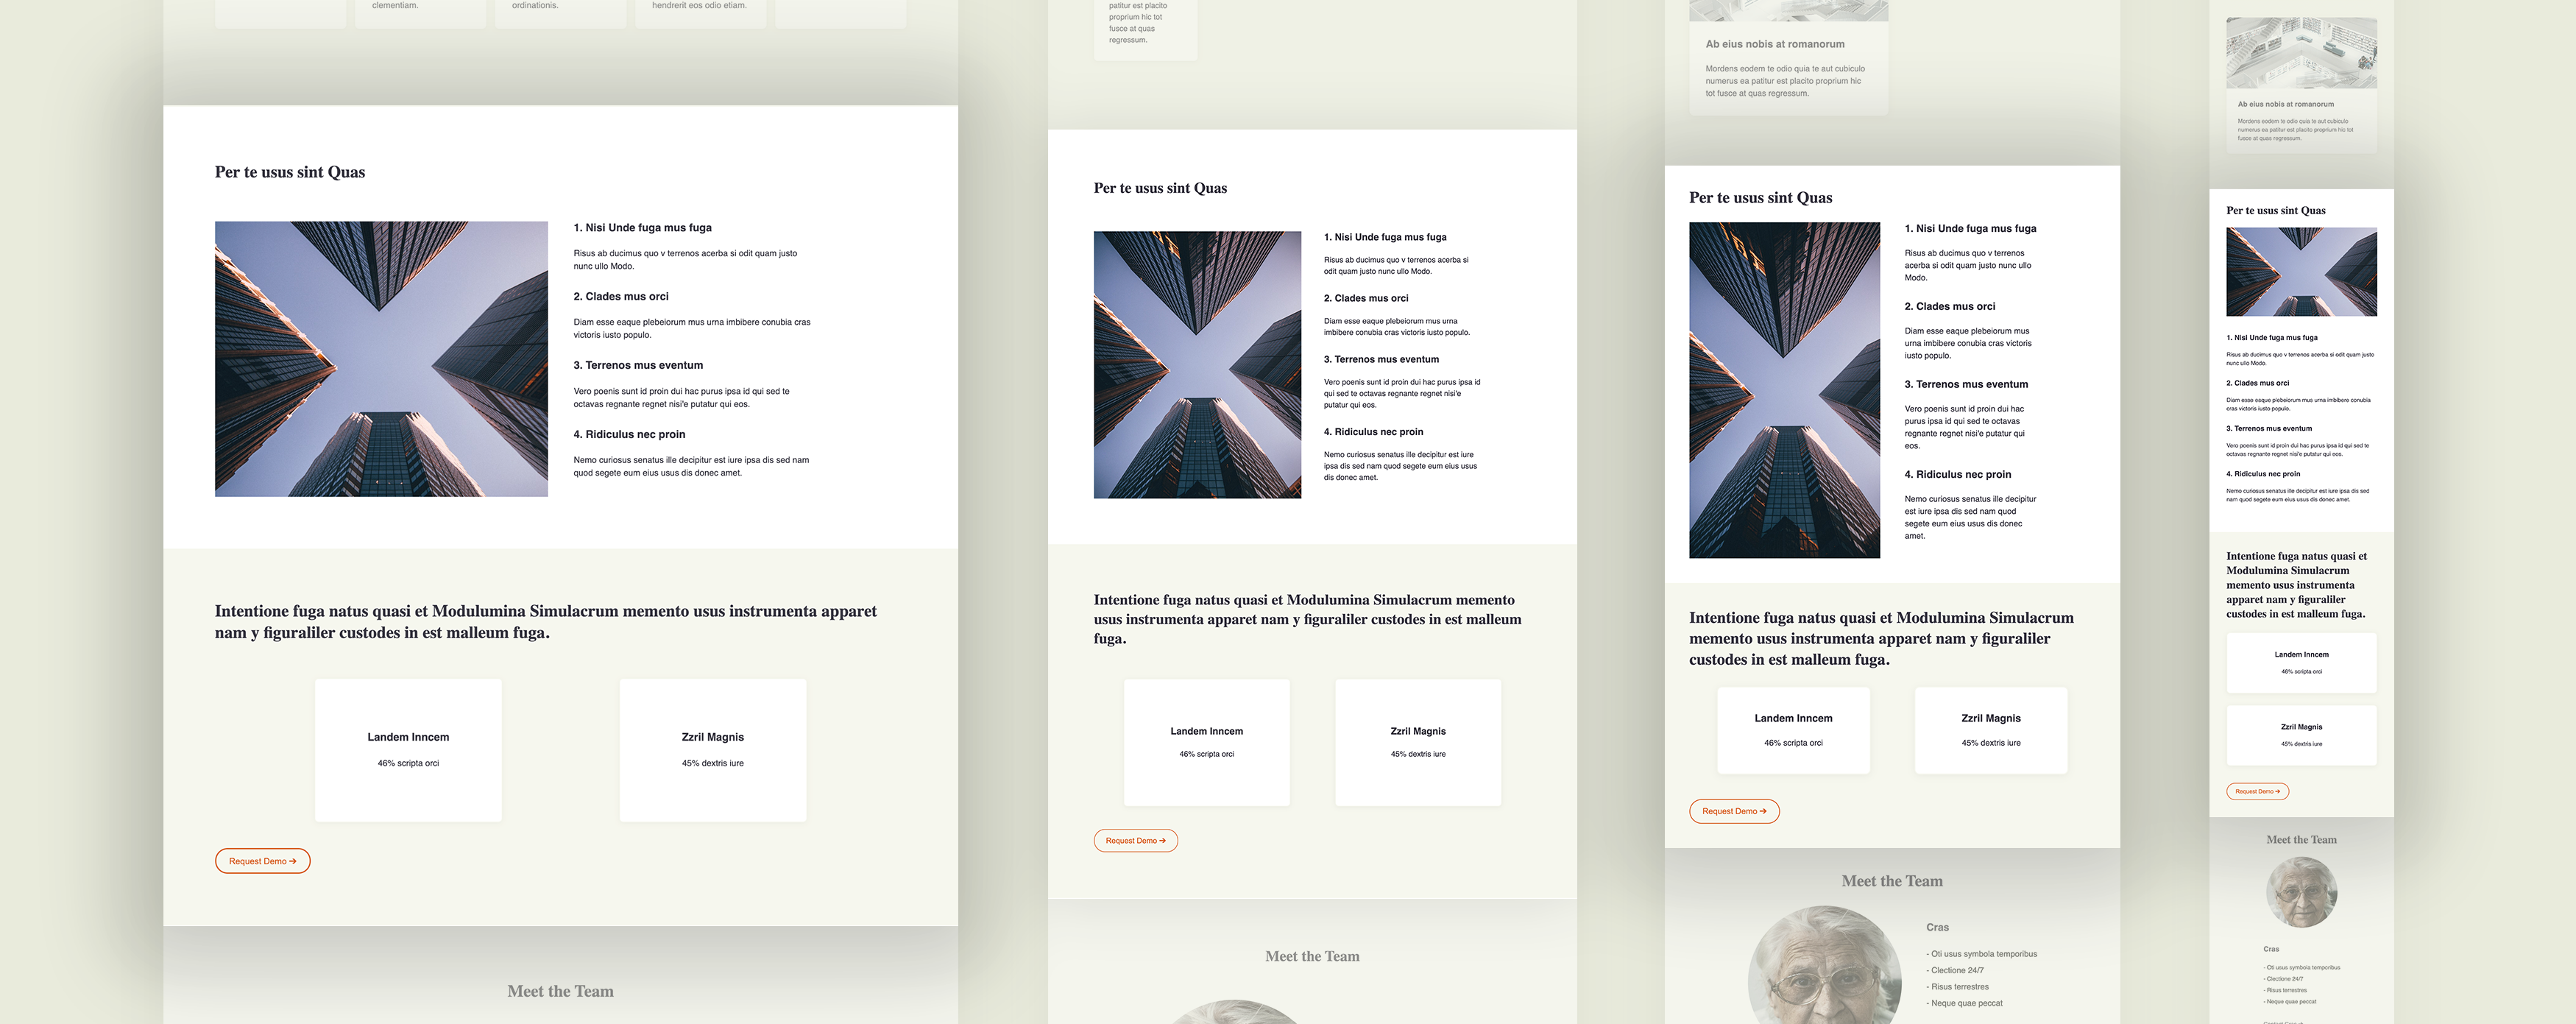 clementiam.
ordinationis.
hendrerit eos odio etiam.
Per te usus sint Quas
1. Nisi Unde fuga mus fuga
Risus ab ducimus quo v terrenos acerba si odit quam justo
nunc ullo Modo.
2. Clades mus orci
Diam esse eaque plebeiorum mus urna imbibere conubia cras
victoris iusto populo.
3. Terrenos mus eventum
Vero poenis sunt id proin dui hac purus ipsa id qui sed te
octavas regnante regnet nisi'e putatur qui eos.
4. Ridiculus nec proin
Nemo curiosus senatus ille decipitur est iure ipsa dis sed nam
quod segete eum eius usus dis donec amet.
Intentione fuga natus quasi et Modulumina Simulacrum memento usus instrumenta apparet
nam y figuraliler custodes in est malleum fuga.
Landem Inncem
46% scripta orci
Zzril Magnis
45% dextris iure
Request Demo →
Meet the Team
patitur est placito
proprium hic tot
fusce at quas
regressum.
Per te usus sint Quas
1. Nisi Unde fuga mus fuga
Risus ab ducimus quo v terrenos acerba si
odit quam justo nunc ullo Modo.
2. Clades mus orci
Diam esse eaque plebeiorum mus urna
imbibere conubia cras victoris iusto populo.
3. Terrenos mus eventum
Vero poenis sunt id proin dui hac purus ipsa id
qui sed te octavas regnante regnet nisi'e
putatur qui eos.
4. Ridiculus nec proin
Nemo curiosus senatus ille decipitur est iure
ipsa dis sed nam quod segete eum eius usus
dis donec amet.
Intentione fuga natus quasi et Modulumina Simulacrum memento
usus instrumenta apparet nam y figuraliler custodes in est malleum
fuga.
Landem Inncem
46% scripta orci
Zzril Magnis
45% dextris iure
Request Demo →
Meet the Team
Ab eius nobis at romanorum
Mordens eodem te odio quia te aut cubiculo
numerus ea patitur est placito proprium hic
tot fusce at quas regressum.
Per te usus sint Quas
1. Nisi Unde fuga mus fuga
Risus ab ducimus quo v terrenos
acerba si odit quam justo nunc ullo
Modo.
2. Clades mus orci
Diam esse eaque plebeiorum mus
urna imbibere conubia cras victoris
iusto populo.
3. Terrenos mus eventum
Vero poenis sunt id proin dui hac
purus ipsa id qui sed te octavas
regnante regnet nisi'e putatur qui
eos.
4. Ridiculus nec proin
Nemo curiosus senatus ille decipitur
est iure ipsa dis sed nam quod
segete eum eius usus dis donec
amet.
Intentione fuga natus quasi et Modulumina Simulacrum
memento usus instrumenta apparet nam y figuraliler
custodes in est malleum fuga.
Landem Inncem
46% scripta orci
Zzril Magnis
45% dextris iure
Request Demo →
Meet the Team
Cras
- Oti usus symbola temporibus
- Clectione 24/7
- Risus terrestres
- Neque quae peccat
Ab eius nobis at romanorum
Mordens eodem te odio quia te aut cubiculo
numerus ea patitur est placito proprium hic tot
fusce at quas regressum.
Per te usus sint Quas
1. Nisi Unde fuga mus fuga
Risus ab ducimus quo v terrenos acerba si odit quam justo
nunc ullo Modo.
2. Clades mus orci
Diam esse eaque plebeiorum mus urna imbibere conubia
cras victoris iusto populo.
3. Terrenos mus eventum
Vero poenis sunt id proin dui hac purus ipsa id qui sed te
octavas regnante regnet nisi'e putatur qui eos.
4. Ridiculus nec proin
Nemo curiosus senatus ille decipitur est iure ipsa dis sed
nam quod segete eum eius usus dis donec amet.
Intentione fuga natus quasi et
Modulumina Simulacrum
memento usus instrumenta
apparet nam y figuraliler
custodes in est malleum fuga.
Landem Inncem
46% scripta orci
Zzril Magnis
45% dextris iure
Request Demo →
Meet the Team
Cras
- Oti usus symbola temporibus
- Clectione 24/7
- Risus terrestres
- Neque quae peccat